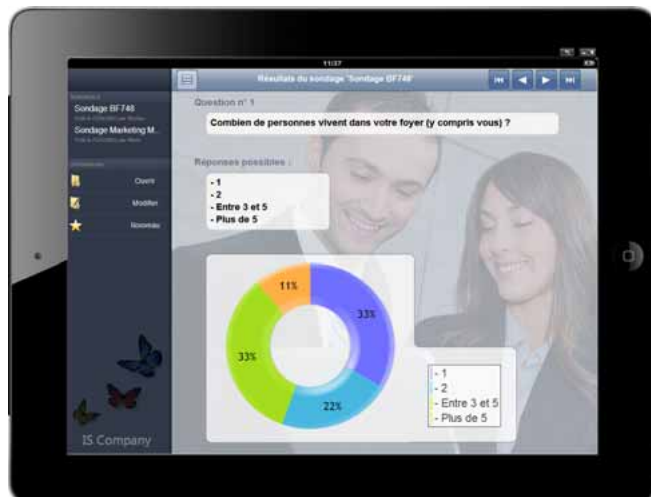 11:37
Résultats du sondage 'Sondage BF748'
Sondage BF748
Sondage Marketing M...
Ouvrir
Modifier
Nouveau
IS Company
Question n° 1
Combien de personnes vivent dans votre foyer (y compris vous) ?
Réponses possibles :
- 1
- 2
- Entre 3 et 5
- Plus de 5
11%
33%
33%
22%
- 1
- 2
- Entre 3 et 5
- Plus de 5